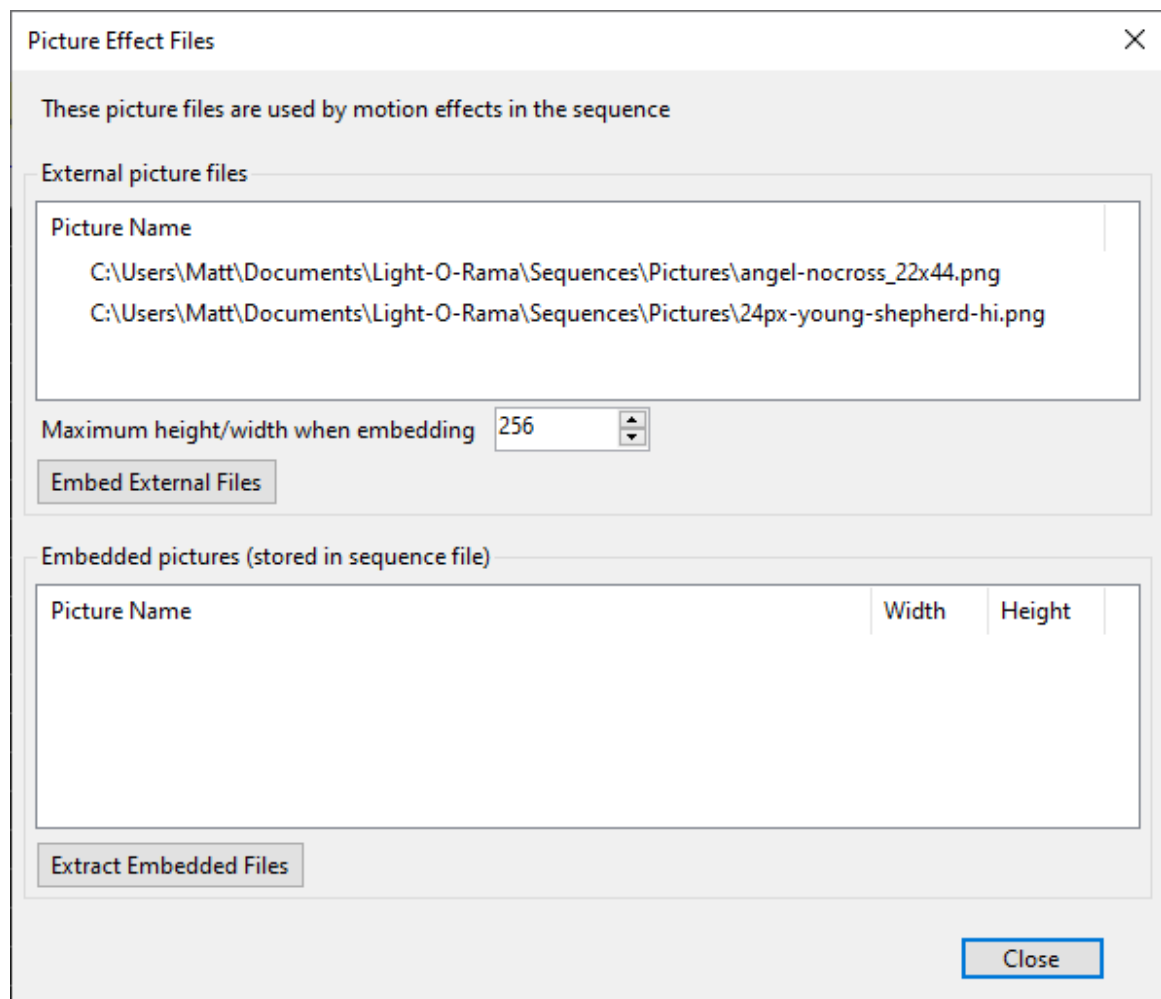 Picture Effect Files
These picture files are used by motion effects in the sequence
External picture files
Picture Name
C:\Users\Matt\Documents\Light-O-Rama\Sequences\Pictures\angel-nocross_22x44.png
C:\Users\Matt\Documents\Light-O-Rama\Sequences\Pictures\24px-young-shepherd-hi.png
Maximum height/width when embedding 256
Embed External Files
Embedded pictures (stored in sequence file)
Picture Name Width Height
Extract Embedded Files
Close